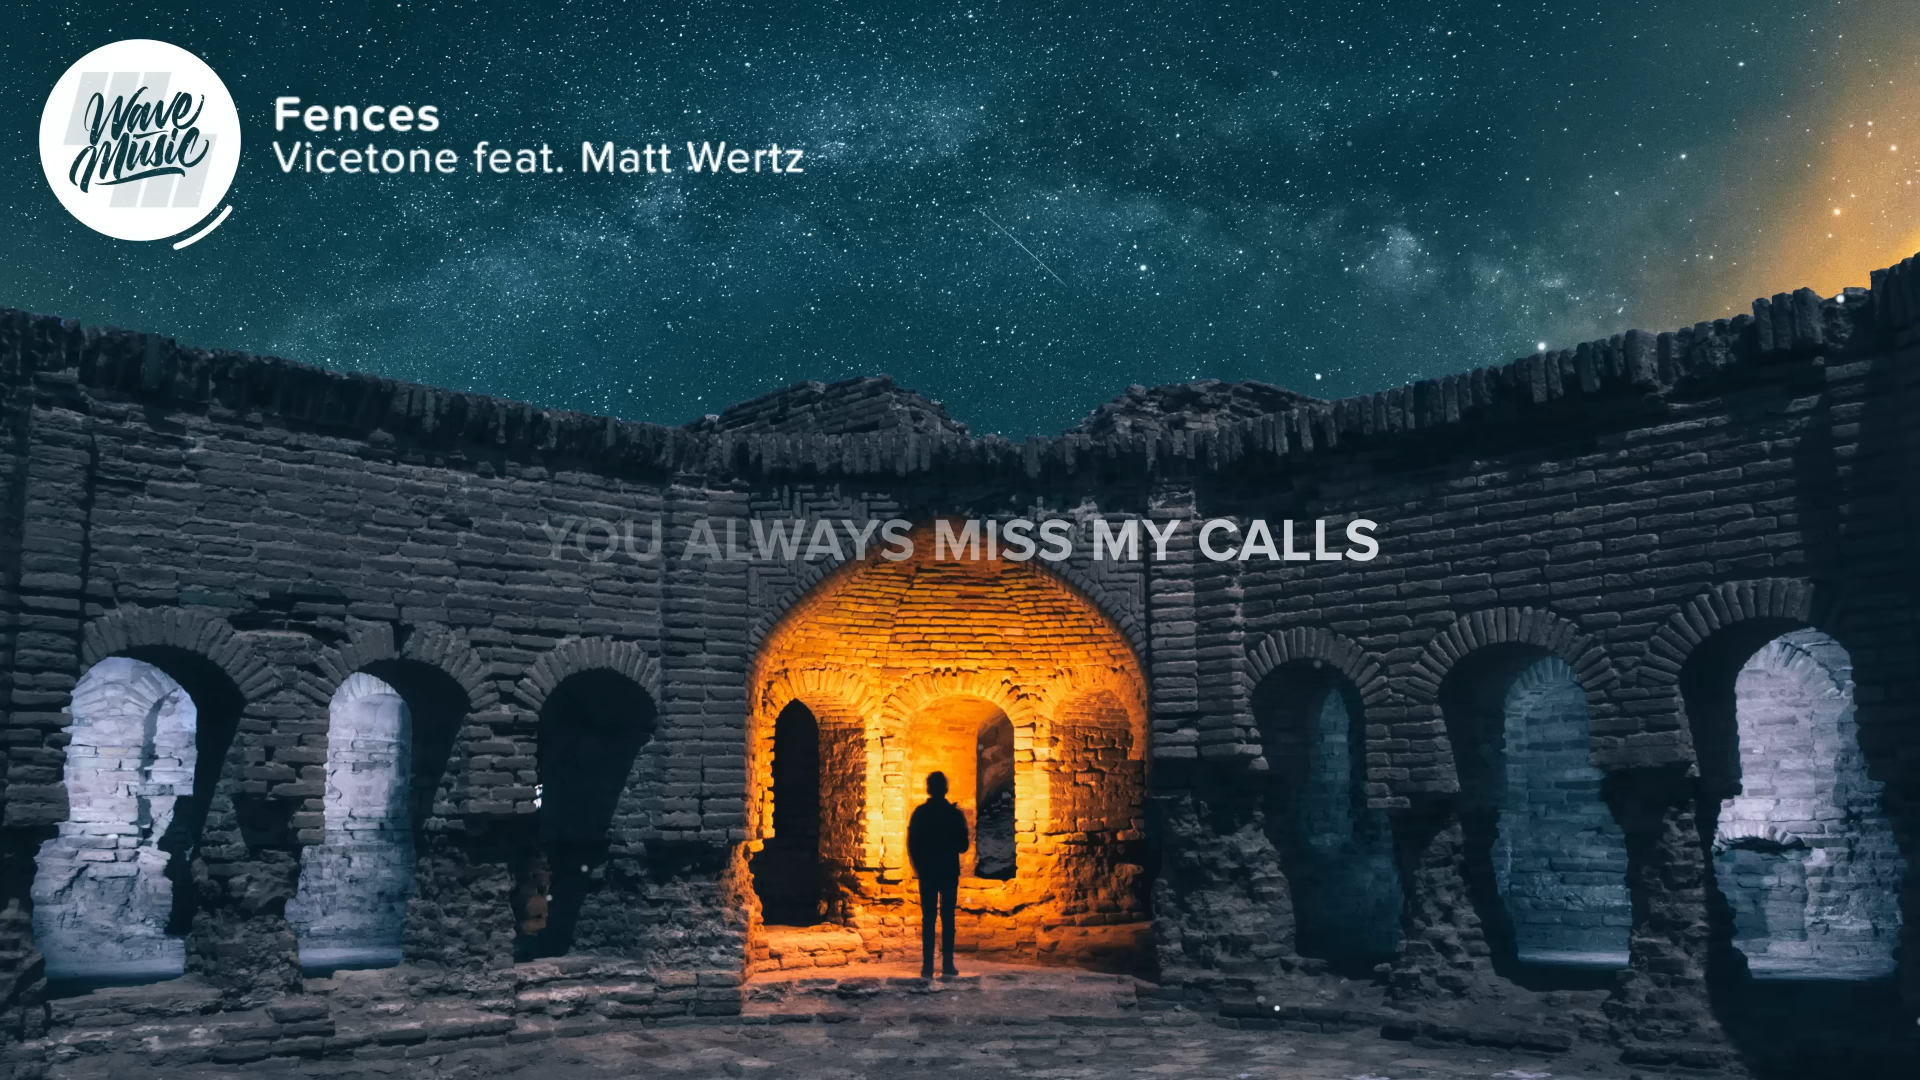 Wave
Music
Fences
Vicetone feat. Matt Wertz
YOU ALWAYS MISS MY CALLS